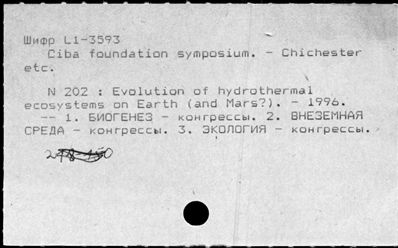 Шифр L1-3593
Ciba foundation symposium. - Chichester
etc.
N 202 : Evolution of hydrothermal
ecosystems on Earth (and Mars?). - 1996.
-- 1. БИОГЕНЕЗ - конгрессы. 2. ВНЕЗЕМНАЯ
СРЕДА - конгрессы. 3. ЭКОЛОГИЯ - конгрессы.